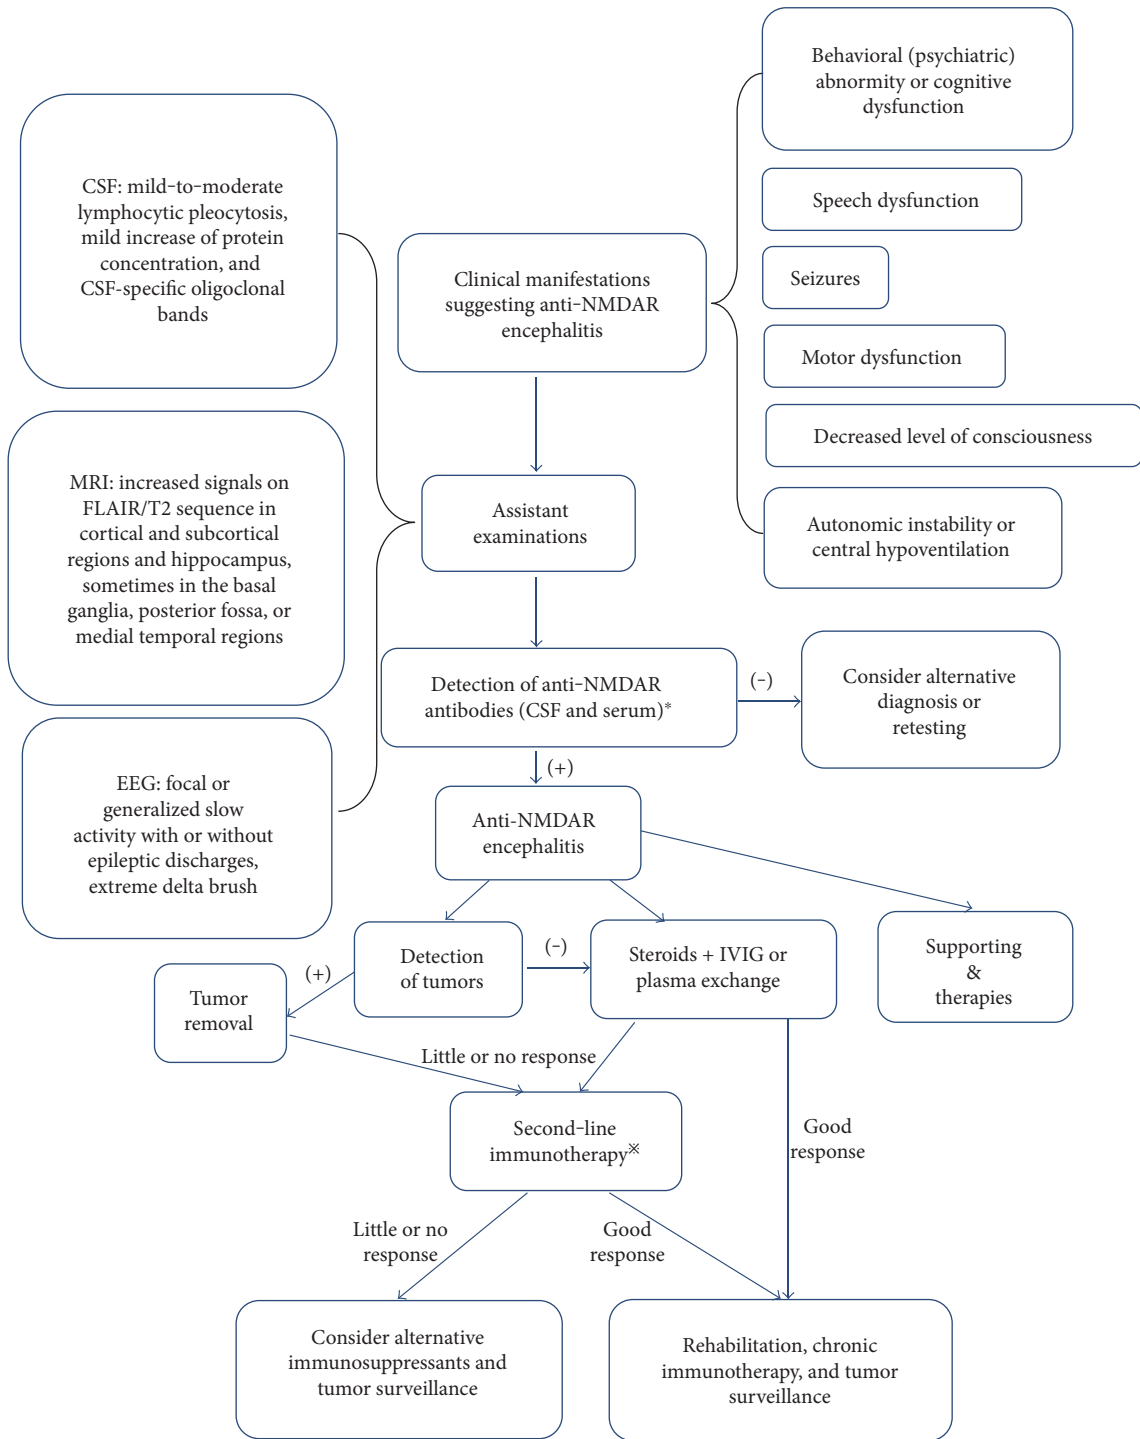 Behavioral (psychiatric)
abnormity or cognitive
dysfunction
CSF: mild-to-moderate
lymphocytic pleocytosis,
mild increase of protein
concentration, and
CSF-specific oligoclonal
bands
Speech dysfunction
Clinical manifestations
suggesting anti-NMDAR
encephalitis
Seizures
Motor dysfunction
Decreased level of consciousness
MRI: increased signals on
FLAIR/T2 sequence in
cortical and subcortical
regions and hippocampus,
sometimes in the basal
ganglia, posterior fossa, or
medial temporal regions
Assistant
examinations
Autonomic instability or
central hypoventilation
Detection of anti-NMDAR
antibodies (CSF and serum)*
(-)
Consider alternative
diagnosis or
retesting
(+)
EEG: focal or
generalized slow
activity with or without
epileptic discharges,
extreme delta brush
Anti-NMDAR
encephalitis
Detection
of tumors
(-)
Steroids + IVIG or
plasma exchange
Supporting
&
therapies
(+)
Tumor
removal
Little or no response
Second-line
immunotherapy※
Good
response
Little or no
response
Good
response
Consider alternative
immunosuppressants and
tumor surveillance
Rehabilitation, chronic
immunotherapy, and tumor
surveillance